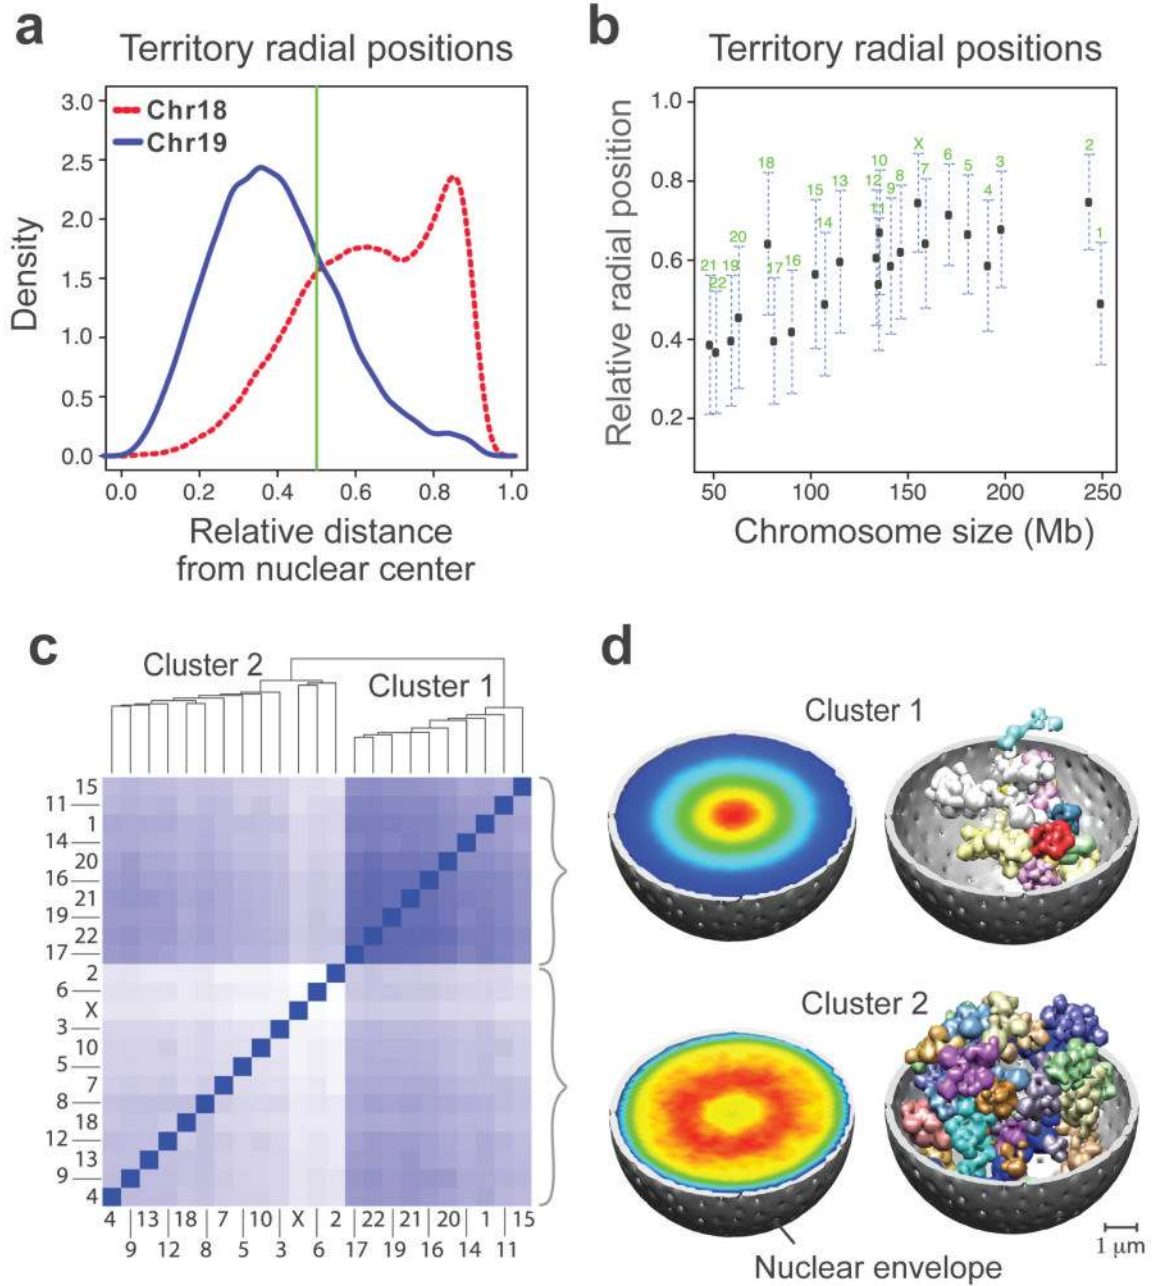 a
Territory radial positions
Chr18
Chr19
3.0
2.5
2.0
1.5
1.0
0.5
0.0
Density
0.0 0.2 0.4 0.6 0.8 1.0
Relative distance
from nuclear center
b
Territory radial positions
1.0
0.8
0.6
0.4
0.2
Relative radial position
21 22 19 20 18 17 16 15 14 13 12 11 10 9 8 X 7 6 5 4 3 2 1
50 100 150 200 250
Chromosome size (Mb)
c
Cluster 2
Cluster 1
15
11
1
14
20
16
21
19
22
17
2
6
X
3
10
5
7
8
18
12
13
9
4
4 13 18 7 10 X 2 22 21 20 1 15
9 12 8 5 3 6 17 19 16 14 11
d
Cluster 1
Cluster 2
Nuclear envelope
1 µm